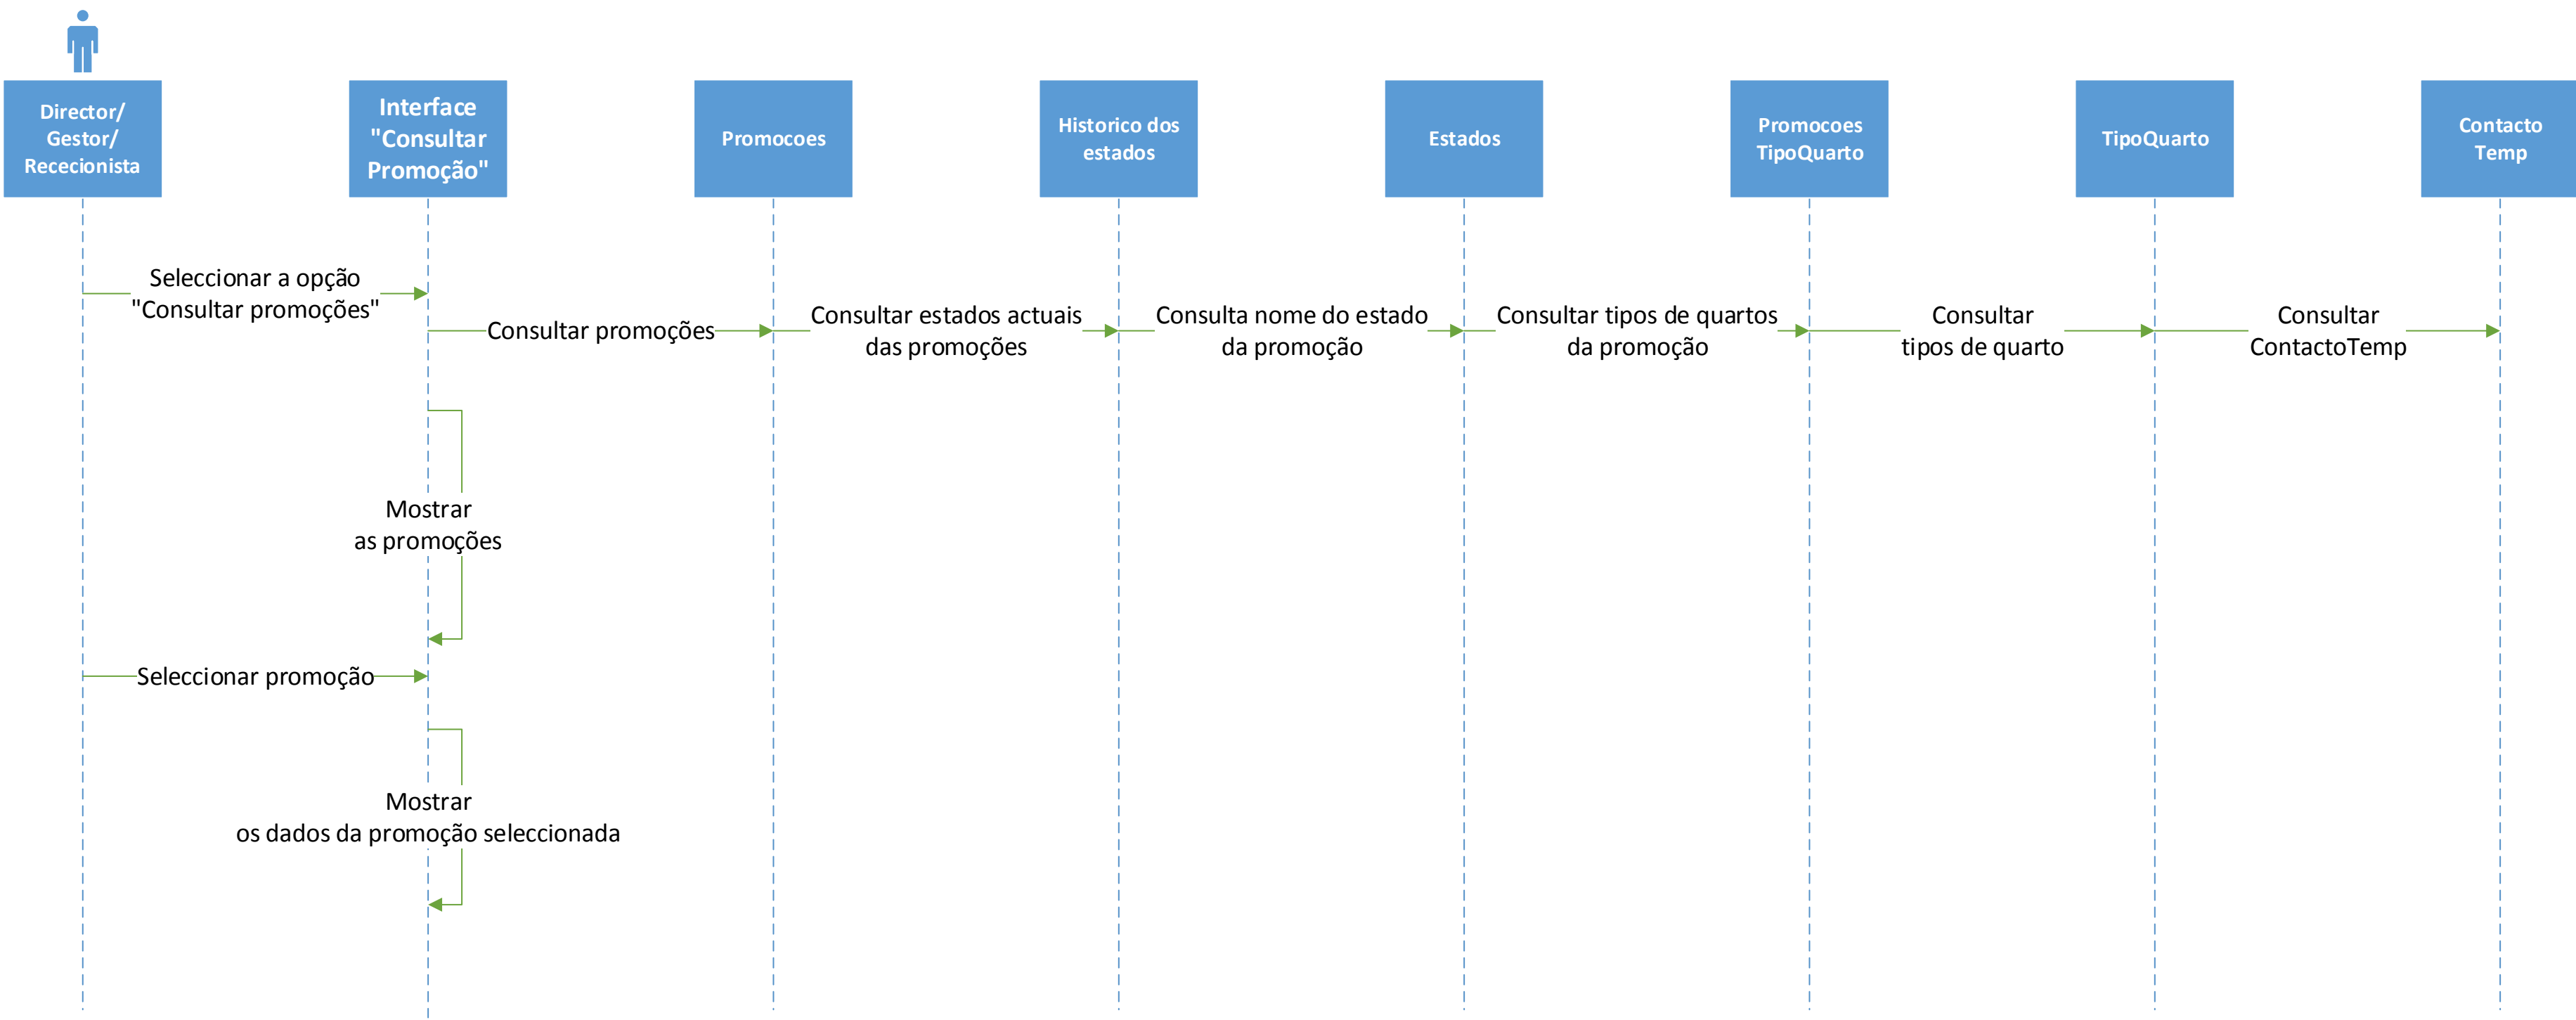 Director/
Gestor/
Rececionista
Interface
"Consultar
Promoção"
Promocoes
Historico dos
estados
Estados
Promocoes
TipoQuarto
TipoQuarto
Contacto
Temp
Seleccionar a opção
"Consultar promoções"
Consultar promoções
Consultar estados actuais
das promoções
Consulta nome do estado
da promoção
Consultar tipos de quartos
da promoção
Consultar
tipos de quarto
Consultar
ContactoTemp
Mostrar
as promoções
Seleccionar promoção
Mostrar
os dados da promoção seleccionada